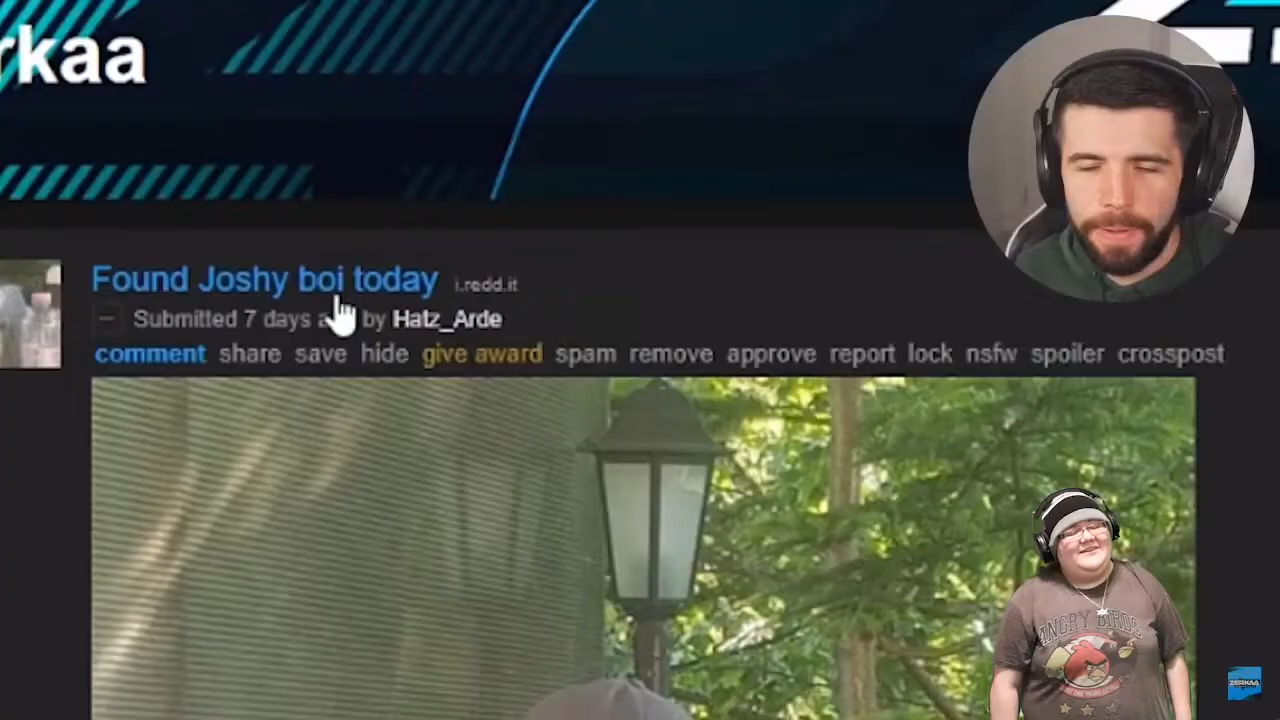 rkaa
Found Joshy boi today i.redd.it
Submitted 7 days by Hatz_Arde
comment share save hide give award spam remove approve report lock nsfw spoiler crosspost
ANGRY BIRDS
ZERKAA